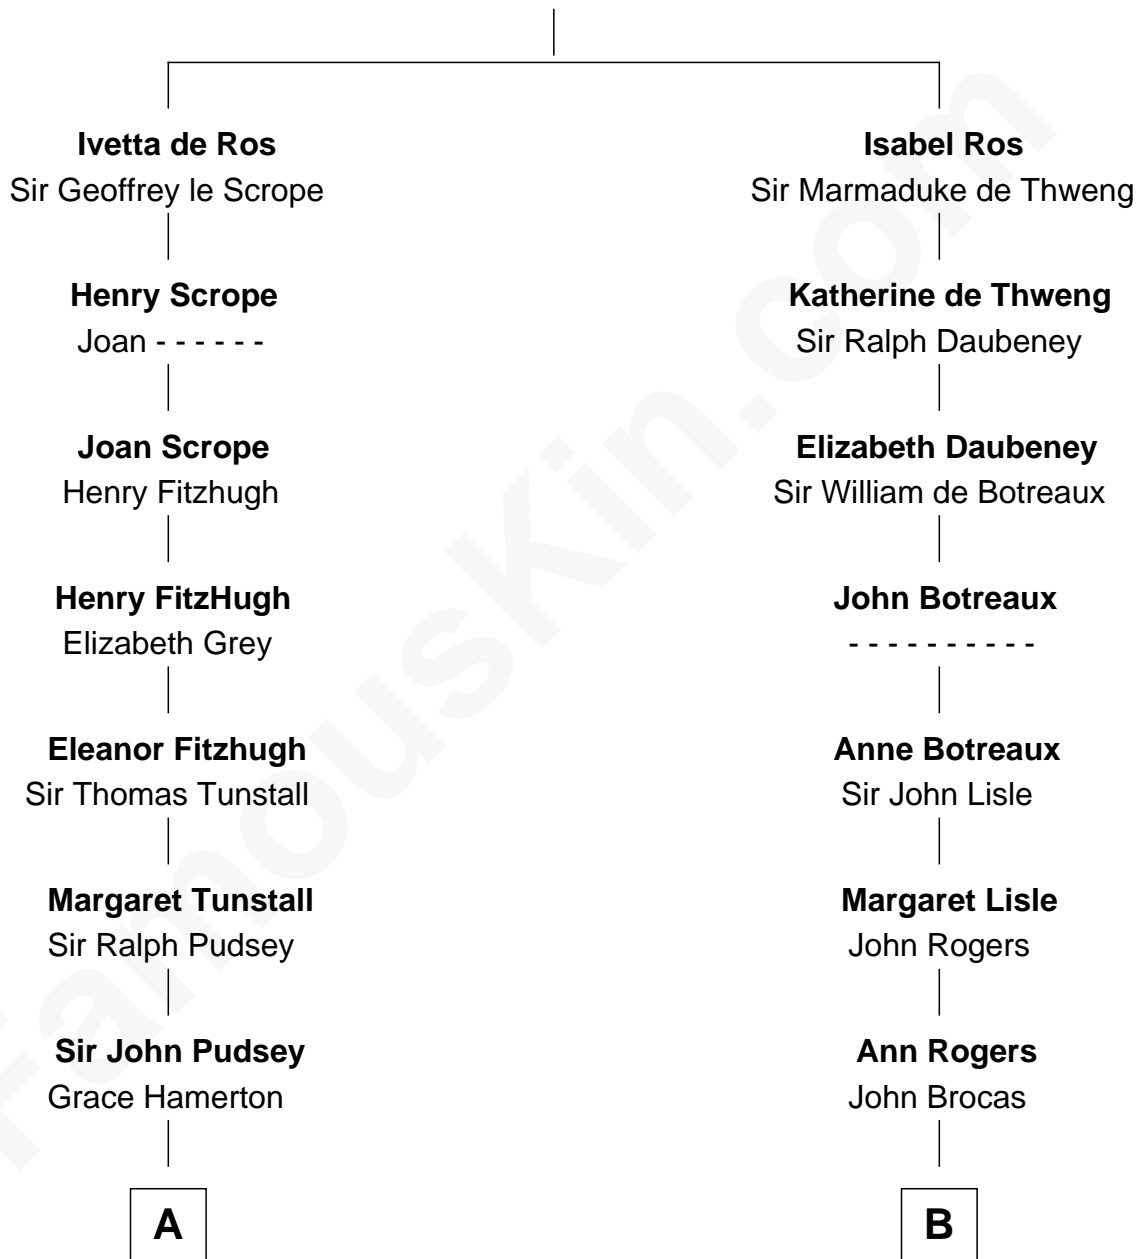 Ivetta de Ros
Sir Geoffrey le Scrope
Isabel Ros
Sir Marmaduke de Thweng
Henry Scrope
Joan - - - - - -
Katherine de Thweng
Sir Ralph Daubeney
Joan Scrope
Henry Fitzhugh
Elizabeth Daubeney
Sir William de Botreaux
Henry FitzHugh
Elizabeth Grey
John Botreaux
- - - - - - - - - -
Eleanor Fitzhugh
Sir Thomas Tunstall
Anne Botreaux
Sir John Lisle
Margaret Tunstall
Sir Ralph Pudsey
Margaret Lisle
John Rogers
Sir John Pudsey
Grace Hamerton
Ann Rogers
John Brocas
A
B
FamousKin.com